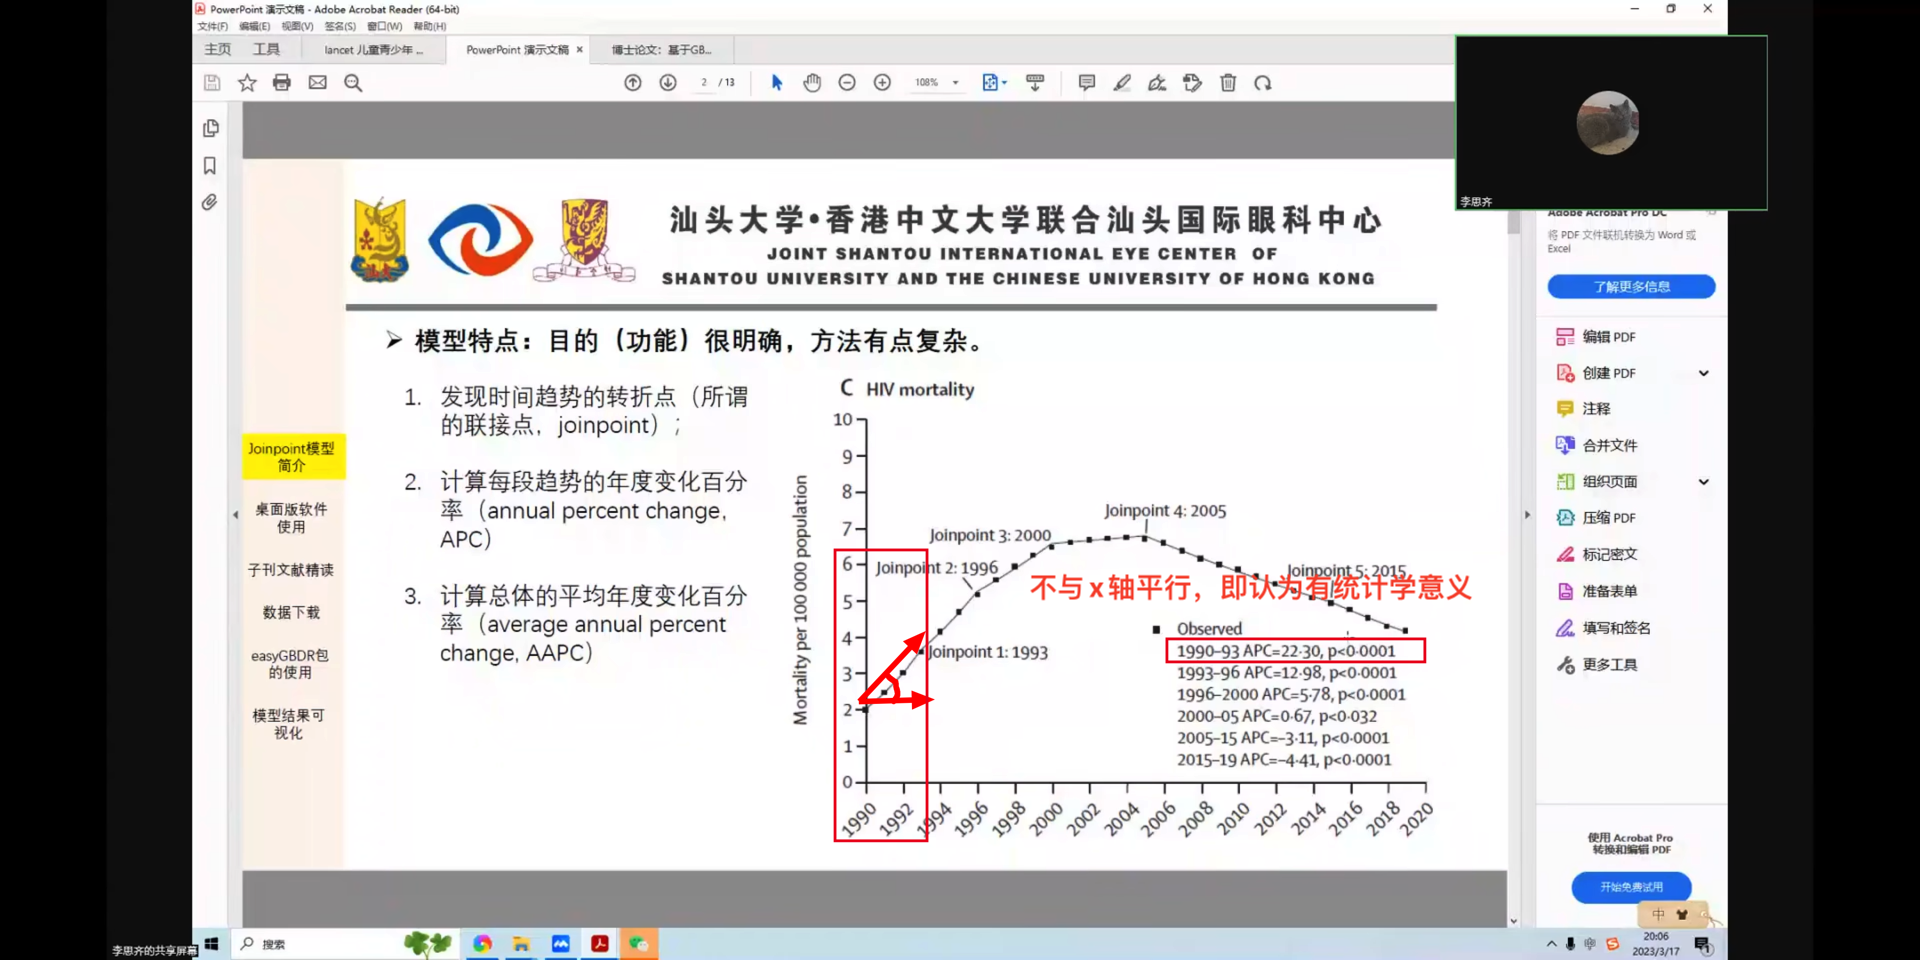 PowerPoint 演示文稿 - Adobe Acrobat Reader (64-bit)
文件(F) 编辑(E) 视图(V) 签名(S) 窗口(W) 帮助(H)
主页 工具 lancet 儿童青少年 ... PowerPoint 演示文稿 × 博士论文：基于GB...
2 / 13 108%
李思齐
Adobe Acrobat Pro DC
将 PDF 文件联机转换为 Word 或
Excel
了解更多信息
编辑 PDF
创建 PDF
注释
合并文件
组织页面
压缩 PDF
标记密文
准备表单
填写和签名
更多工具
使用 Acrobat Pro
转换和编辑 PDF
开始免费试用
汕头大学•香港中文大学联合汕头国际眼科中心
JOINT SHANTOU INTERNATIONAL EYE CENTER OF
SHANTOU UNIVERSITY AND THE CHINESE UNIVERSITY OF HONG KONG
Joinpoint模型
简介
桌面版软件
使用
子刊文献精读
数据下载
easyGBDR包
的使用
模型结果可
视化
➢ 模型特点：目的（功能）很明确，方法有点复杂。
1. 发现时间趋势的转折点（所谓
的联接点，joinpoint）；
2. 计算每段趋势的年度变化百分
率（annual percent change,
APC）
3. 计算总体的平均年度变化百分
率（average annual percent
change, AAPC）
C HIV mortality
Mortality per 100 000 population
10
9
8
7
6
5
4
3
2
1
0
Joinpoint 4: 2005
Joinpoint 3: 2000
Joinpoint 2: 1996
Joinpoint 5: 2015
不与 x 轴平行，即认为有统计学意义
Joinpoint 1: 1993
Observed
1990–93 APC=22·30, p<0·0001
1993–96 APC=12·98, p<0·0001
1996–2000 APC=5·78, p<0·0001
2000–05 APC=0·67, p<0·032
2005–15 APC=–3·11, p<0·0001
2015–19 APC=–4·41, p<0·0001
1990 1992 1994 1996 1998 2000 2002 2004 2006 2008 2010 2012 2014 2016 2018 2020
李思齐的共享屏幕
搜索
中
中
20:06
2023/3/17